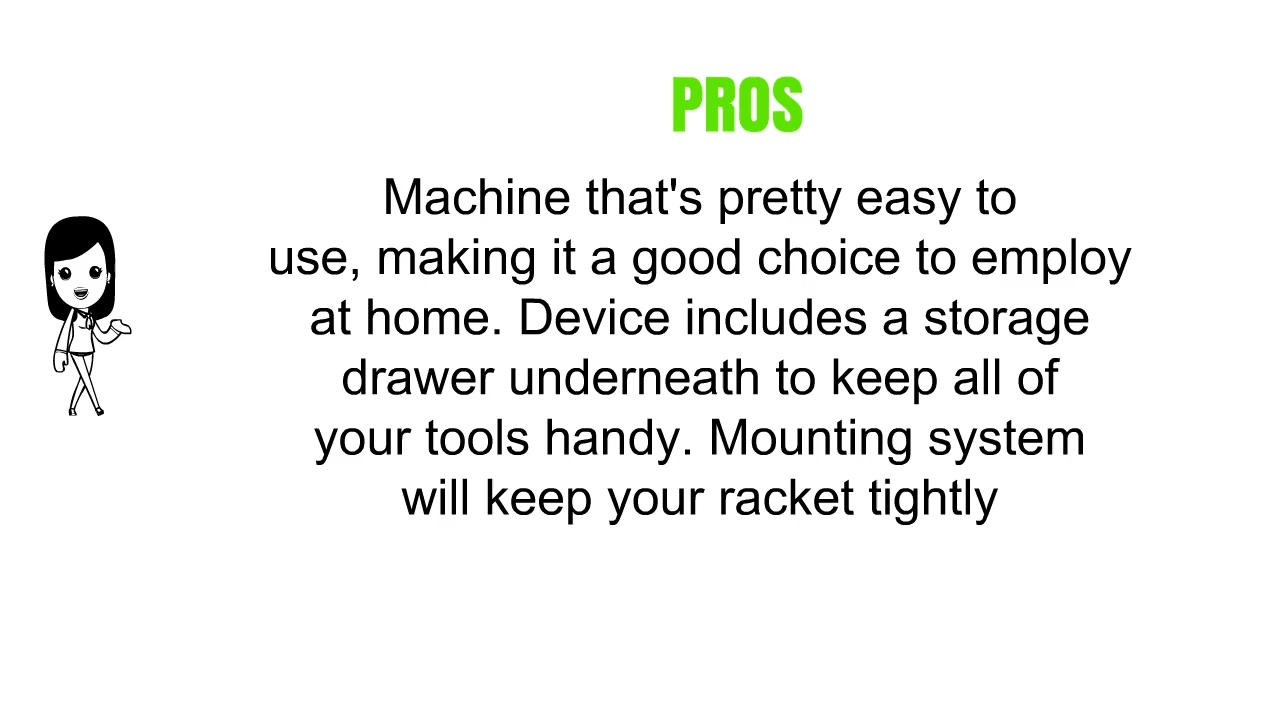 PROS
Machine that's pretty easy to
use, making it a good choice to employ
at home. Device includes a storage
drawer underneath to keep all of
your tools handy. Mounting system
will keep your racket tightly